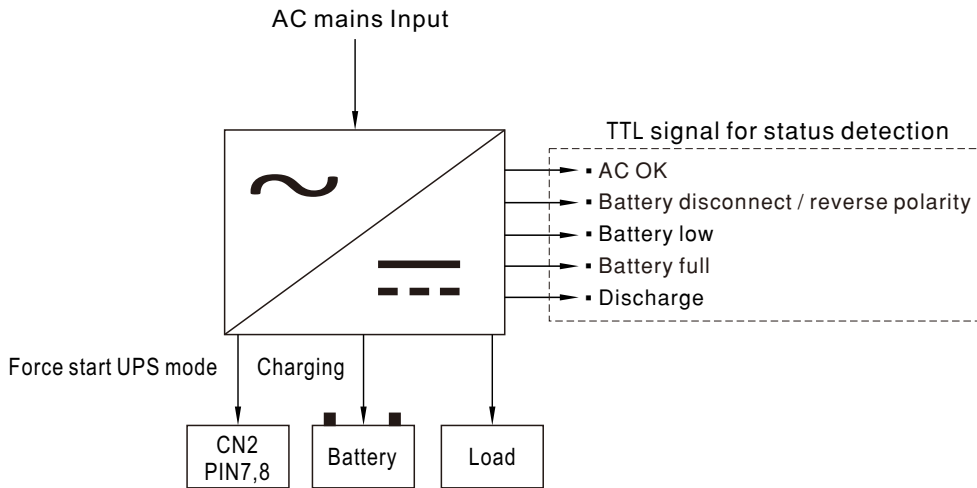 AC mains Input
TTL signal for status detection
▪ AC OK
▪ Battery disconnect / reverse polarity
▪ Battery low
▪ Battery full
▪ Discharge
Force start UPS mode
Charging
CN2
PIN7,8
Battery
Load